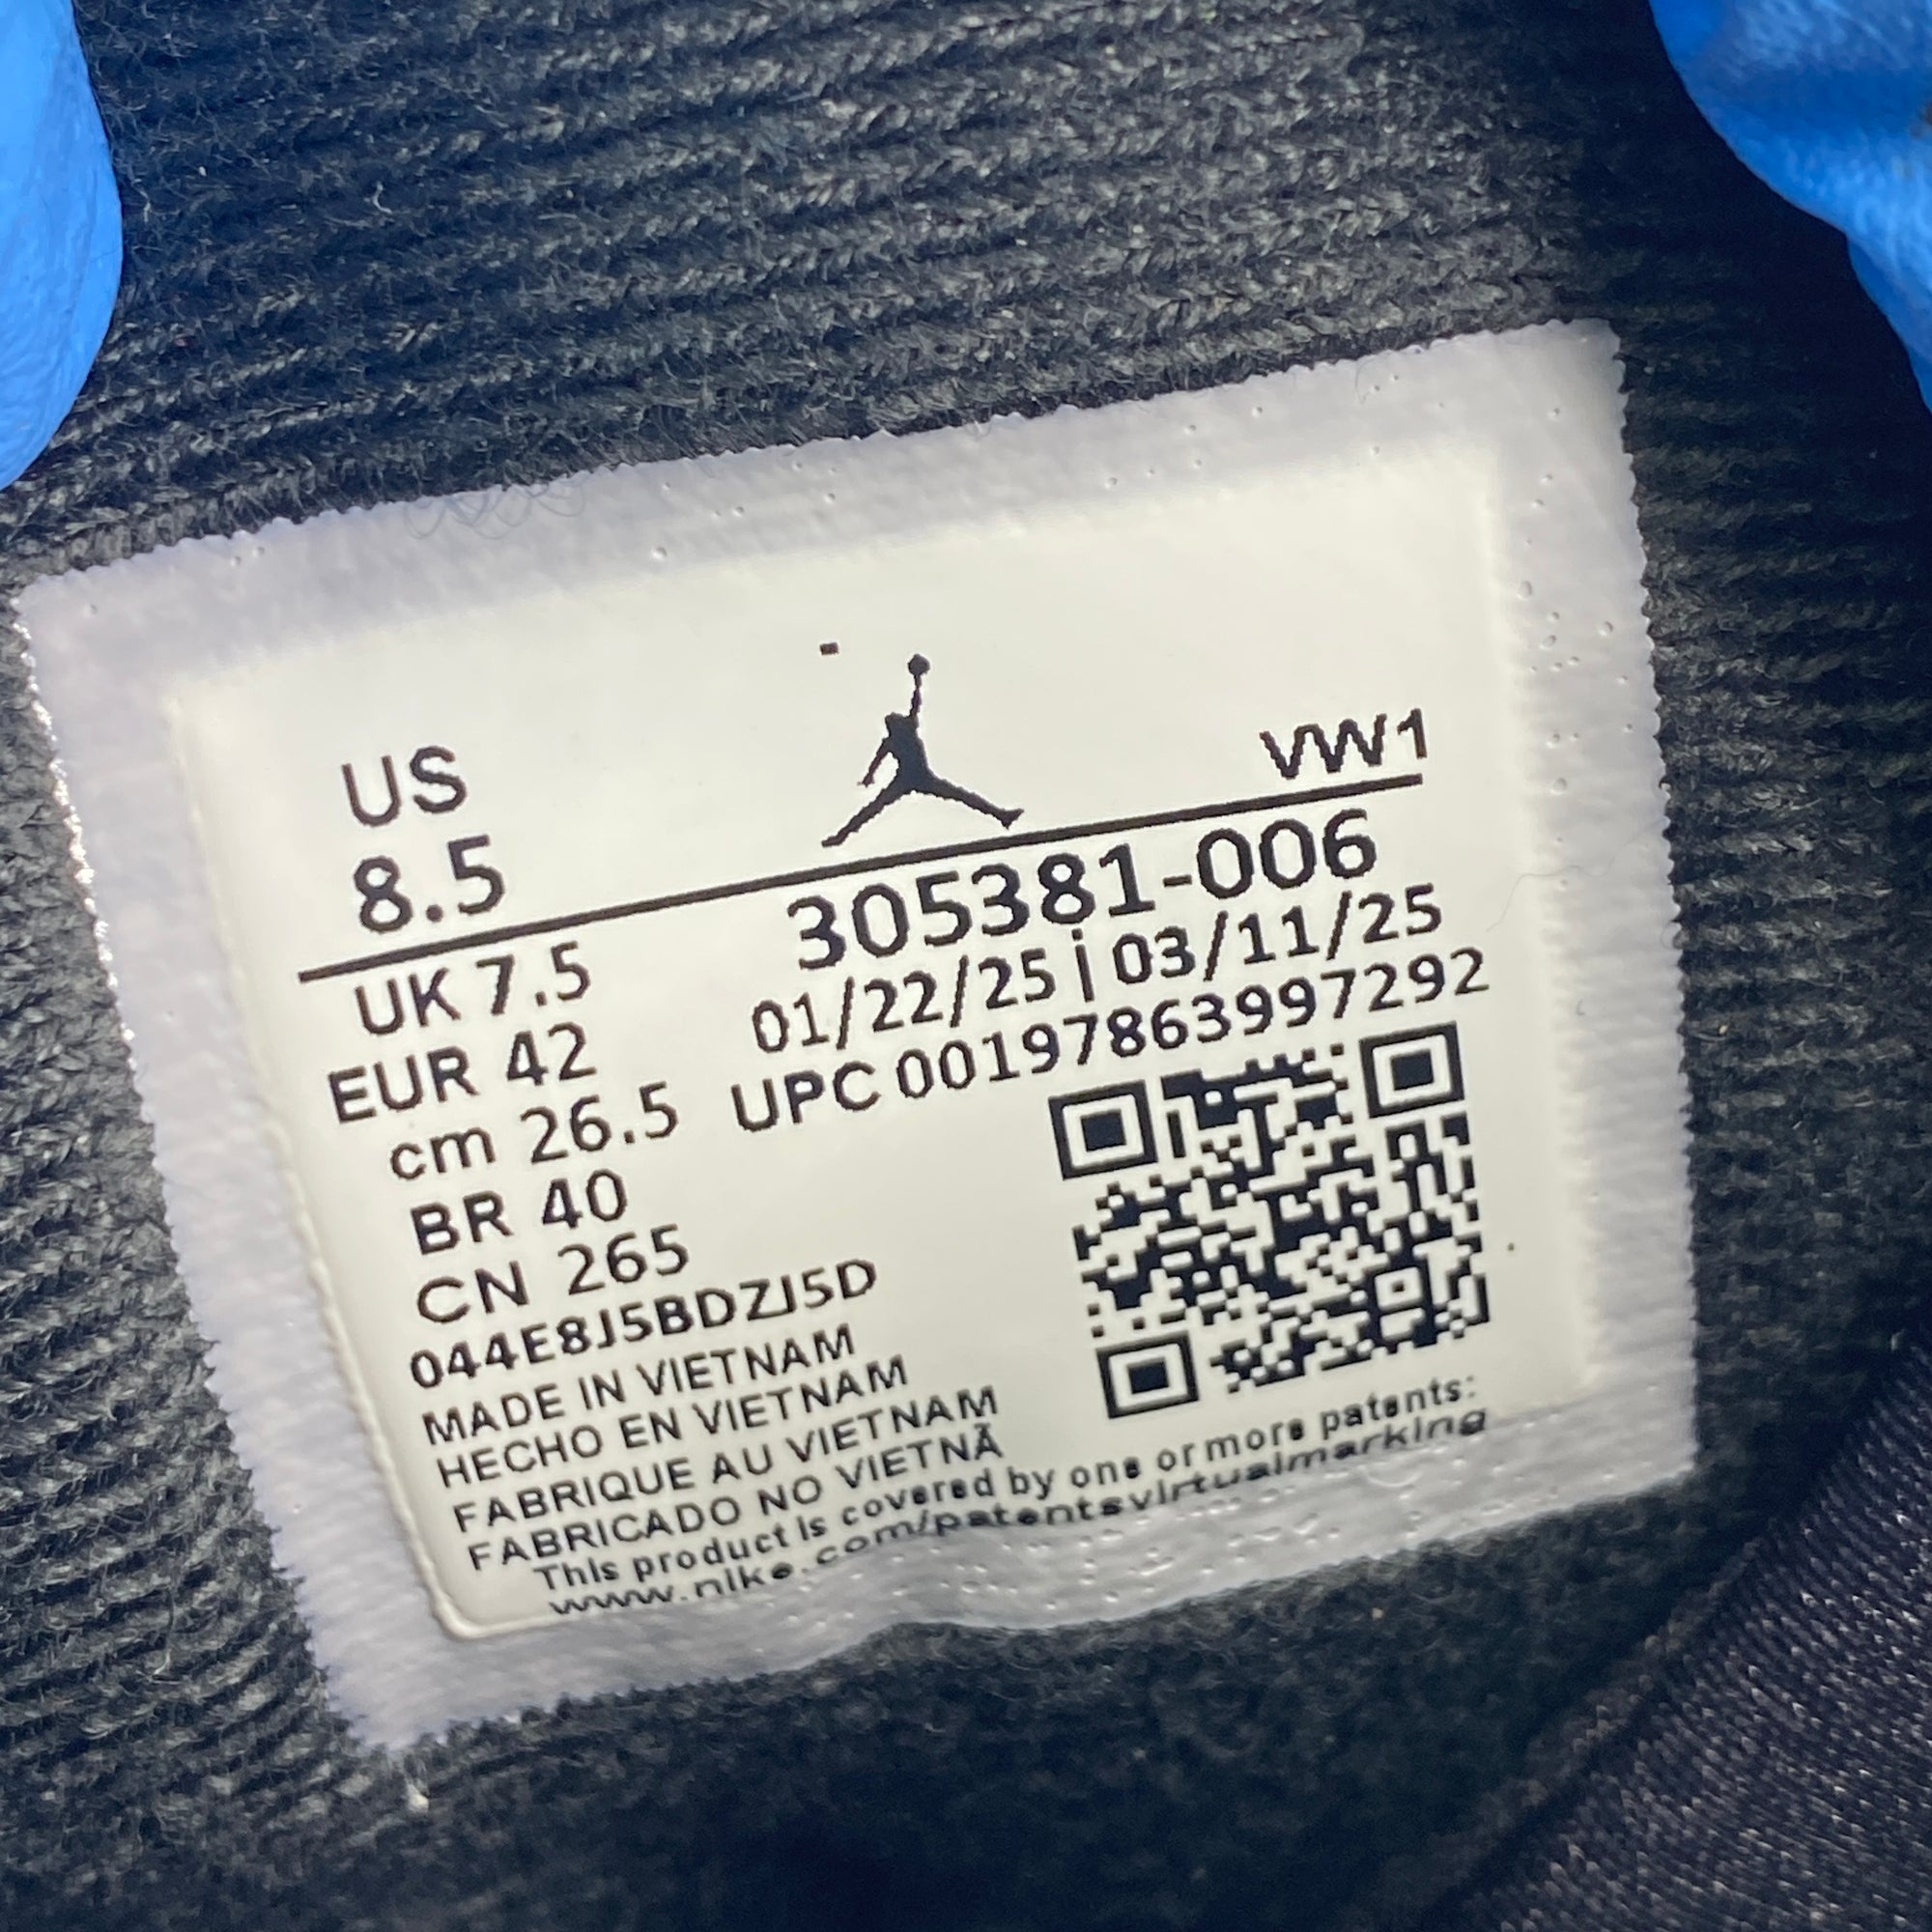 US
8.5
VW1
UK 7.5
EUR 42
cm 26.5
BR 40
CN 265
305381-006
01/22/25 | 03/11/25
UPC 00197863997292
044E8J5BDZJ5D
MADE IN VIETNAM
HECHO EN VIETNAM
FABRIQUE AU VIETNAM
FABRICADO NO VIETNÃ
This product is covered by one or more patents:
www.nike.com/patentsvirtualmarking